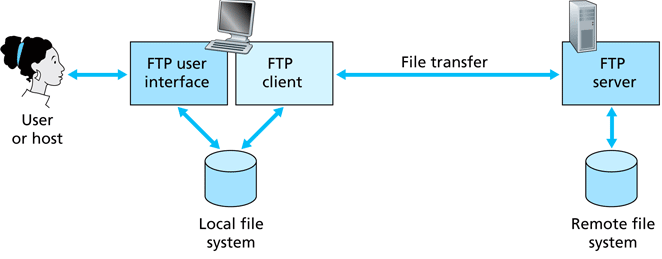 FTP user
interface
FTP
client
File transfer
FTP
server
User
or host
Local file
system
Remote file
system